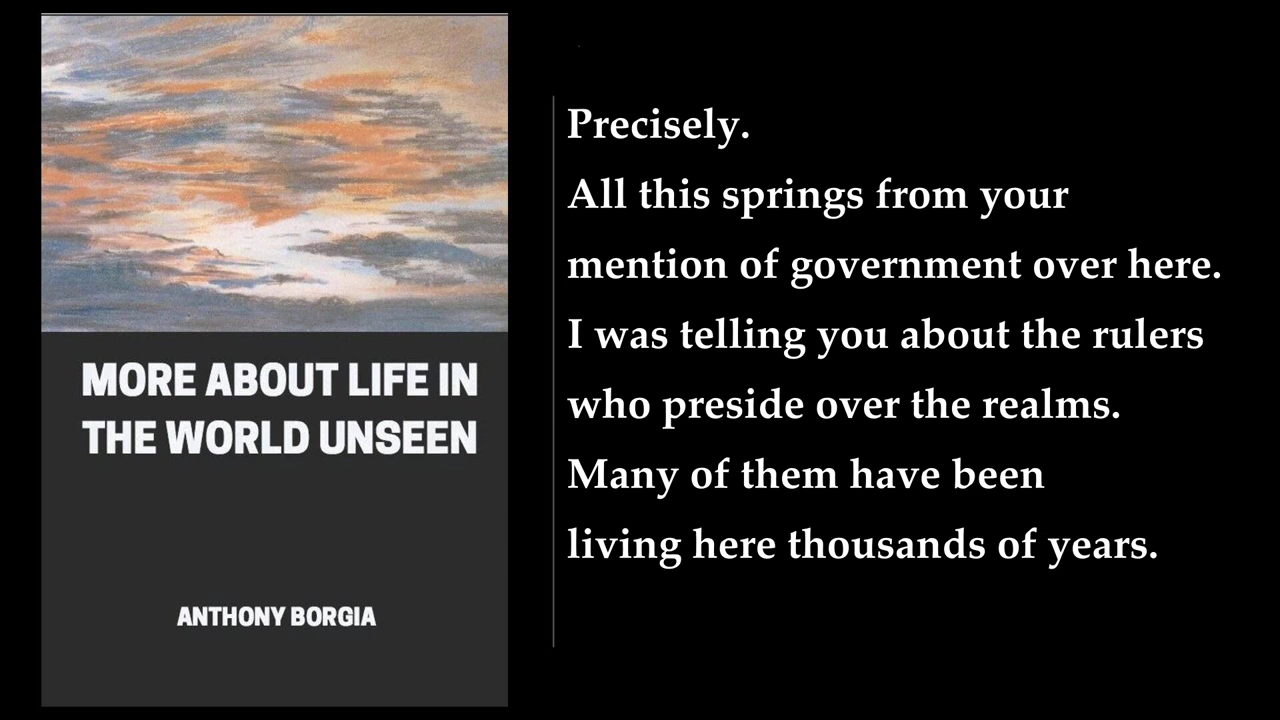 MORE ABOUT LIFE IN
THE WORLD UNSEEN
ANTHONY BORGIA
Precisely.
All this springs from your
mention of government over here.
I was telling you about the rulers
who preside over the realms.
Many of them have been
living here thousands of years.